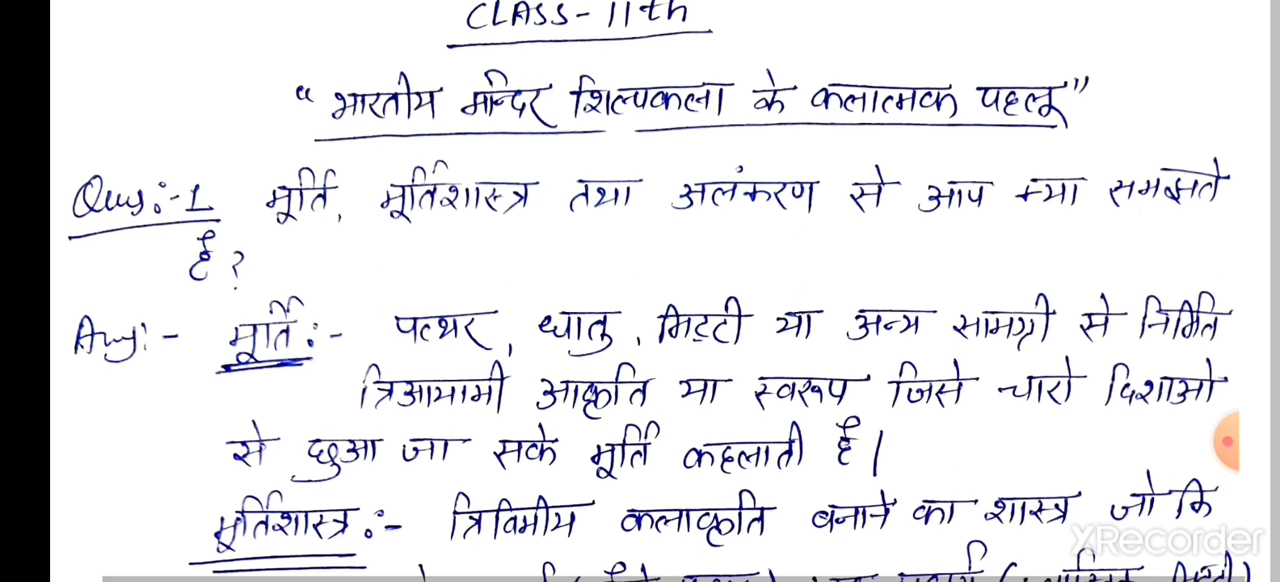 CLASS-11th
"भारतीय मन्दिर शिल्पकला के कलात्मक पहलू"
Ques:-1 मूर्ति, मूर्तिशास्त्र तथा अलंकरण से आप क्या समझते
है?
Ans:- मूर्ति:- पत्थर, धातु, मिट्टी या अन्य सामग्री से निर्मित
त्रिआयामी आकृति या स्वरूप जिसे चारो दिशाओ
से छुआ जा सके मूर्ति कहलाती है।
मूर्तिशास्त्र:- त्रिविमीय कलाकृति बनाने का शास्त्र जो कि
XRecorder